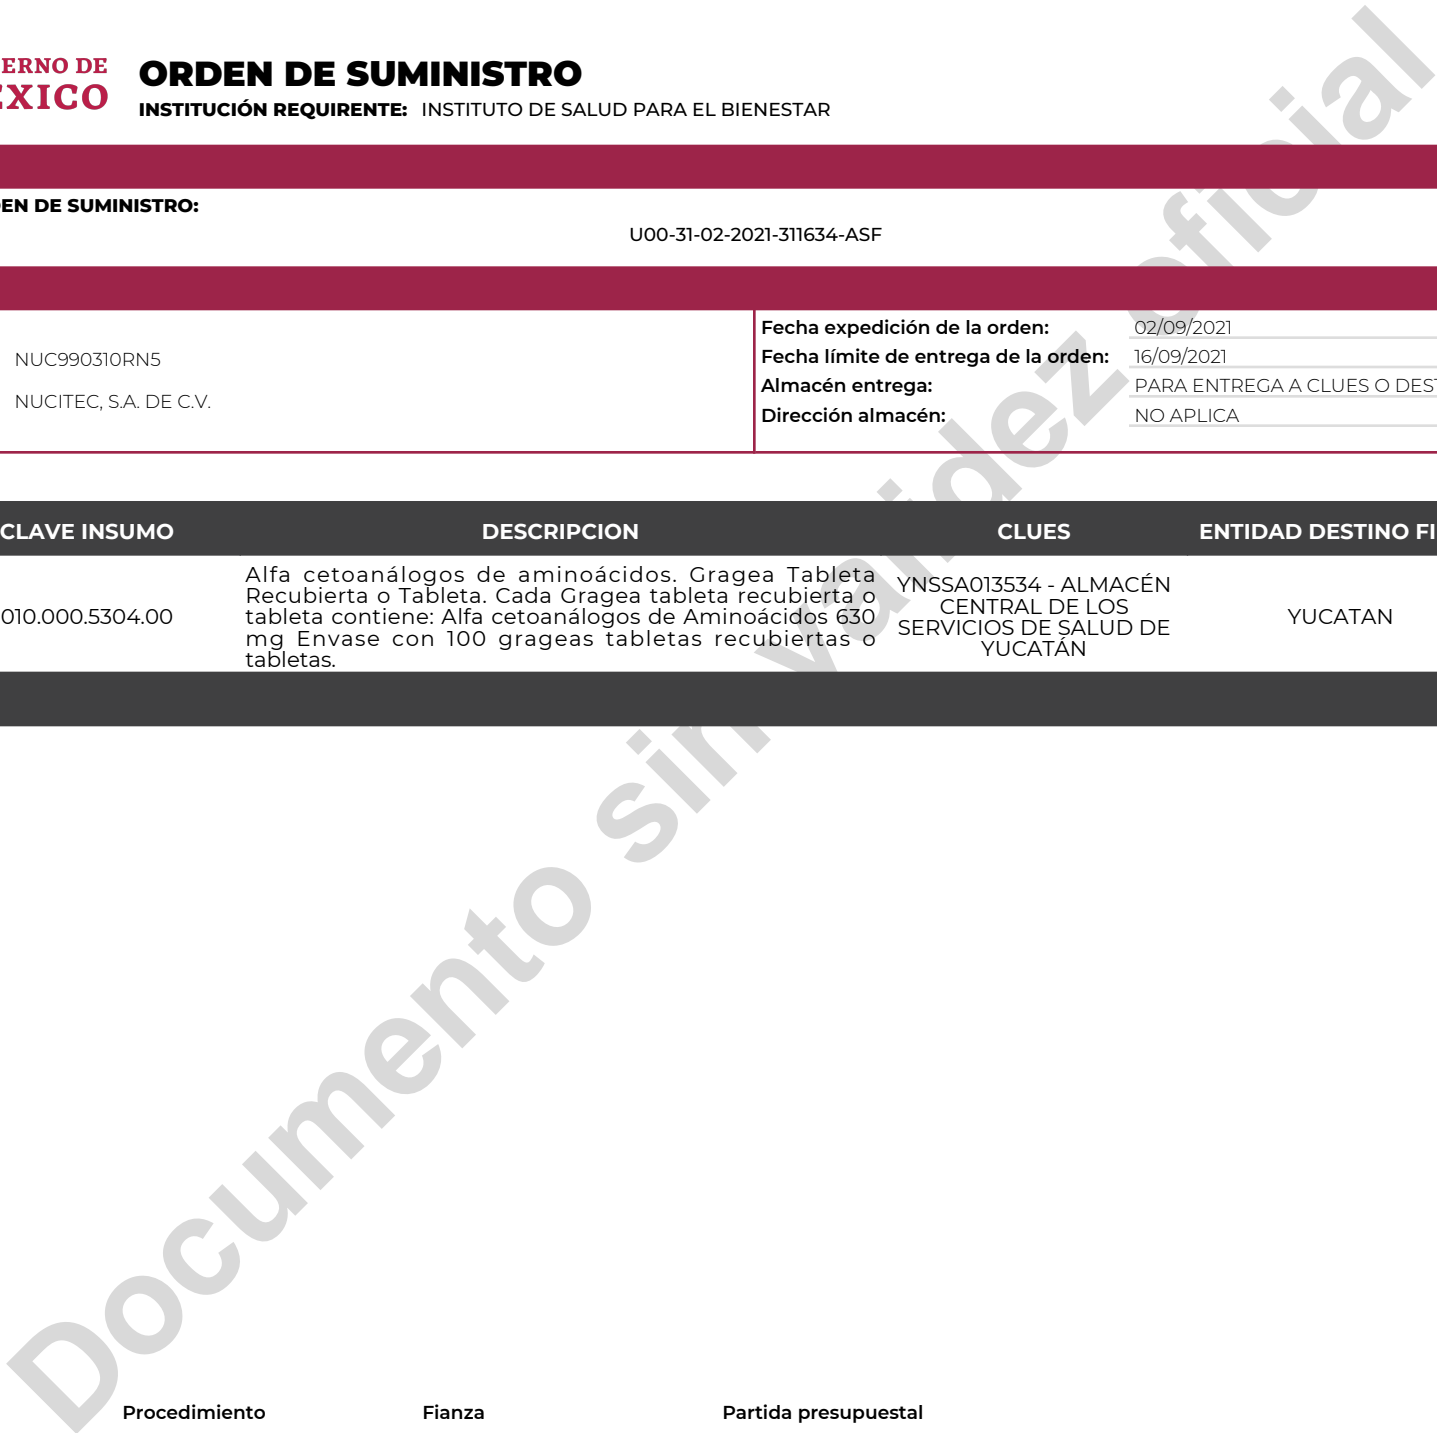 ERNO DE
EXICO
ORDEN DE SUMINISTRO
INSTITUCIÓN REQUIRENTE: INSTITUTO DE SALUD PARA EL BIENESTAR
EN DE SUMINISTRO:
U00-31-02-2021-311634-ASF
NUC990310RN5
NUCITEC, S.A. DE C.V.
Fecha expedición de la orden: 02/09/2021
Fecha límite de entrega de la orden: 16/09/2021
Almacén entrega: PARA ENTREGA A CLUES O DEST
Dirección almacén: NO APLICA
CLAVE INSUMO DESCRIPCION CLUES ENTIDAD DESTINO FI
010.000.5304.00
Alfa cetoanálogos de aminoácidos. Gragea Tableta
Recubierta o Tableta. Cada Gragea tableta recubierta o
tableta contiene: Alfa cetoanálogos de Aminoácidos 630
mg Envase con 100 grageas tabletas recubiertas o
tabletas.
YNSSA013534 - ALMACÉN
CENTRAL DE LOS
SERVICIOS DE SALUD DE
YUCATÁN
YUCATAN
Documento sin validez oficial
Procedimiento Fianza Partida presupuestal